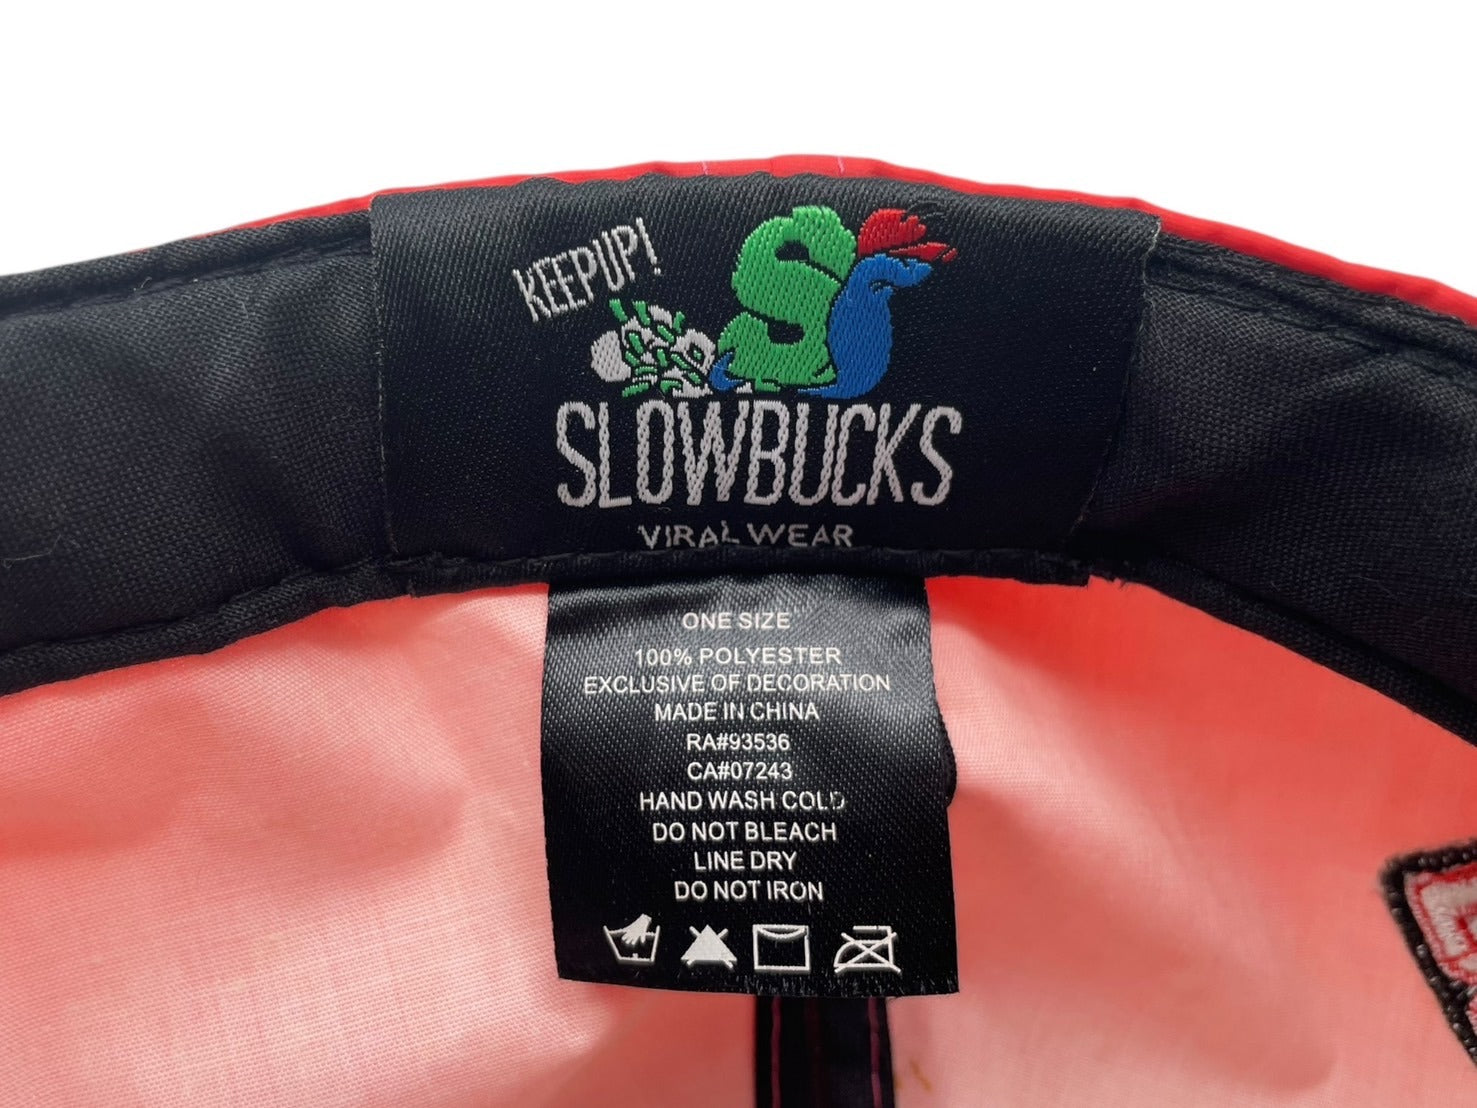 KEEPUP!
S
SLOWBUCKS
VIRAL WEAR
ONE SIZE
100% POLYESTER
EXCLUSIVE OF DECORATION
MADE IN CHINA
RA#93536
CA#07243
HAND WASH COLD
DO NOT BLEACH
LINE DRY
DO NOT IRON